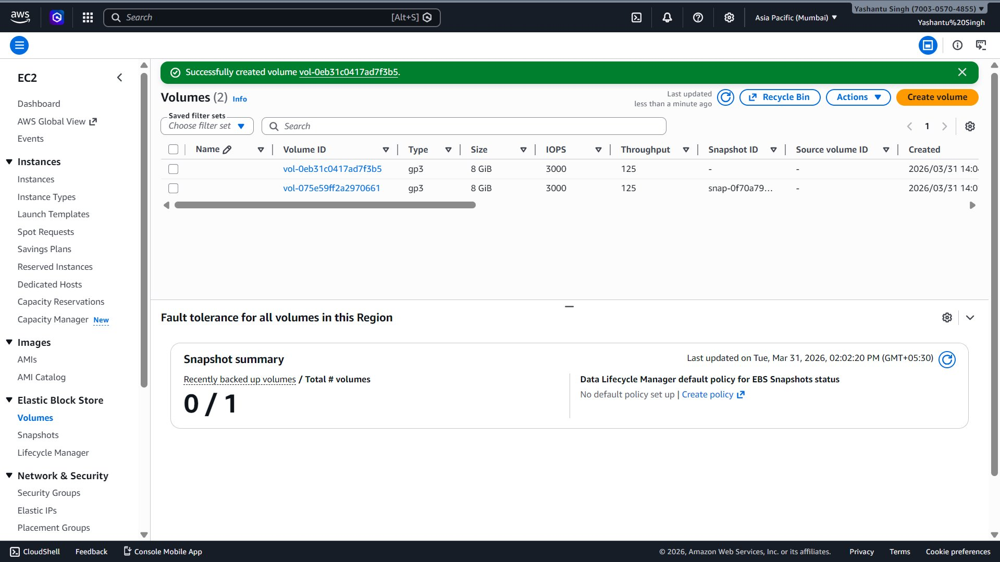 aws
Search [Alt+S]
Asia Pacific (Mumbai)
Yashantu Singh (7003-0570-4855)
Yashantu%20Singh
EC2
Dashboard
AWS Global View
Events
Instances
Instances
Instance Types
Launch Templates
Spot Requests
Savings Plans
Reserved Instances
Dedicated Hosts
Capacity Reservations
Capacity Manager New
Images
AMIs
AMI Catalog
Elastic Block Store
Volumes
Snapshots
Lifecycle Manager
Network & Security
Security Groups
Elastic IPs
Placement Groups
Successfully created volume vol-0eb31c0417ad7f3b5.
Volumes (2) Info
Last updated
less than a minute ago
Recycle Bin
Actions
Create volume
Saved filter sets
Choose filter set
Search
1
Name Volume ID Type Size IOPS Throughput Snapshot ID Source volume ID Created
vol-0eb31c0417ad7f3b5 gp3 8 GiB 3000 125 - - 2026/03/31 14:04
vol-075e59ff2a2970661 gp3 8 GiB 3000 125 snap-0f70a79... - 2026/03/31 14:0
Fault tolerance for all volumes in this Region
Snapshot summary
Last updated on Tue, Mar 31, 2026, 02:02:20 PM (GMT+05:30)
Recently backed up volumes / Total # volumes
0 / 1
Data Lifecycle Manager default policy for EBS Snapshots status
No default policy set up | Create policy
CloudShell Feedback Console Mobile App
© 2026, Amazon Web Services, Inc. or its affiliates. Privacy Terms Cookie preferences